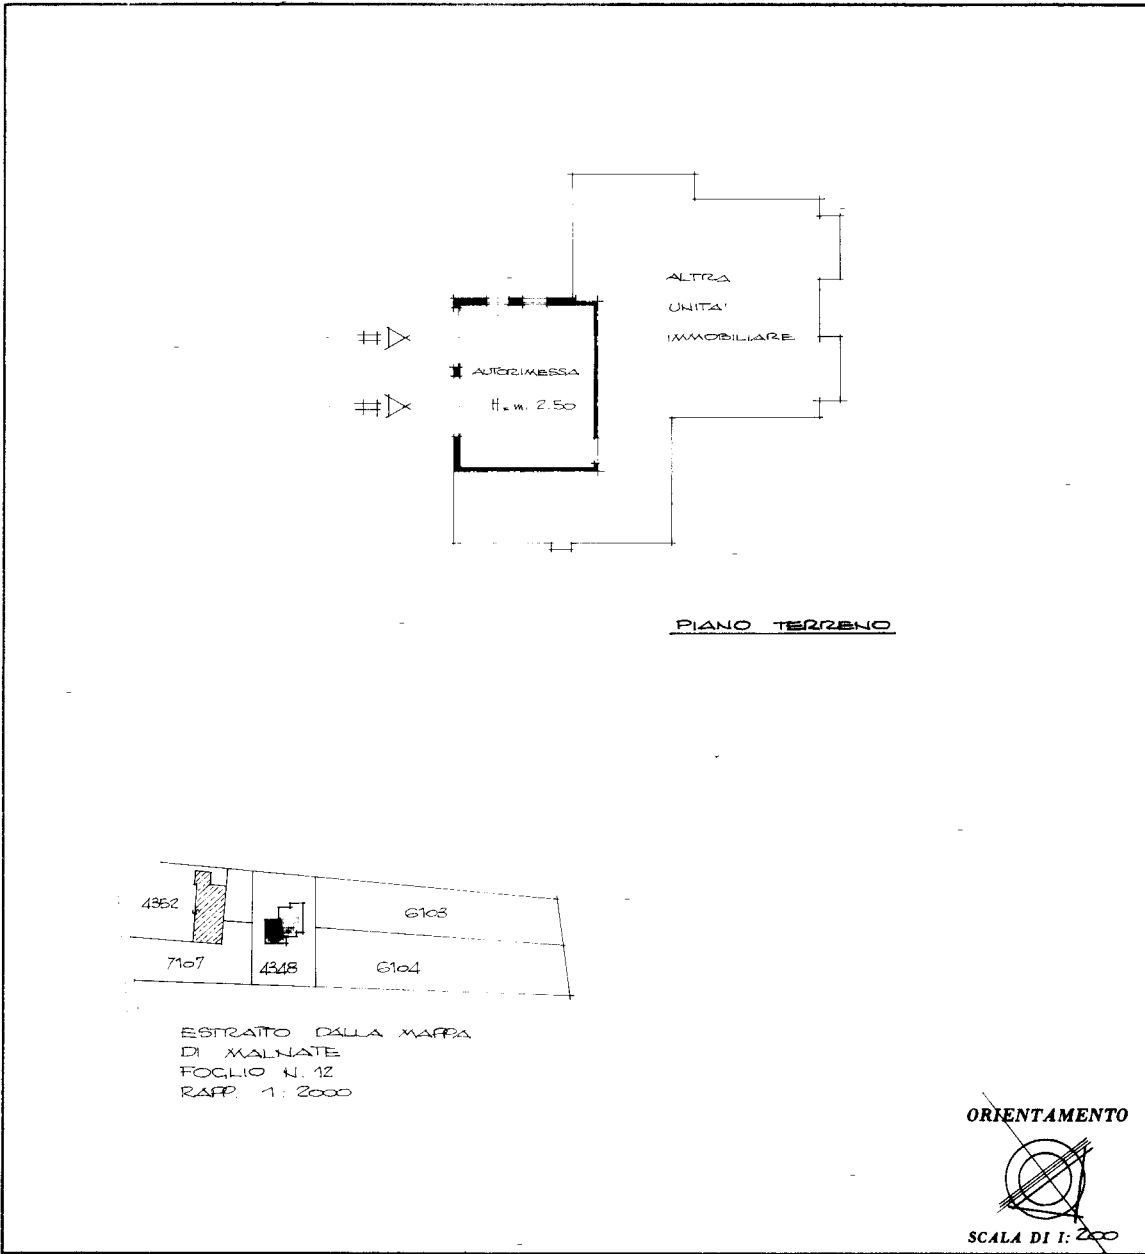 ALTRA
UNITA'
IMMOBILIARE
AUTORIMESSA
H=m. 2.50
PIANO TERRENO
4352
6103
7107
4348
6104
ESTRATTO DALLA MAPPA
DI MALNATE
FOGLIO N. 12
RAPP. 1:2000
ORIENTAMENTO
SCALA DI 1: 200